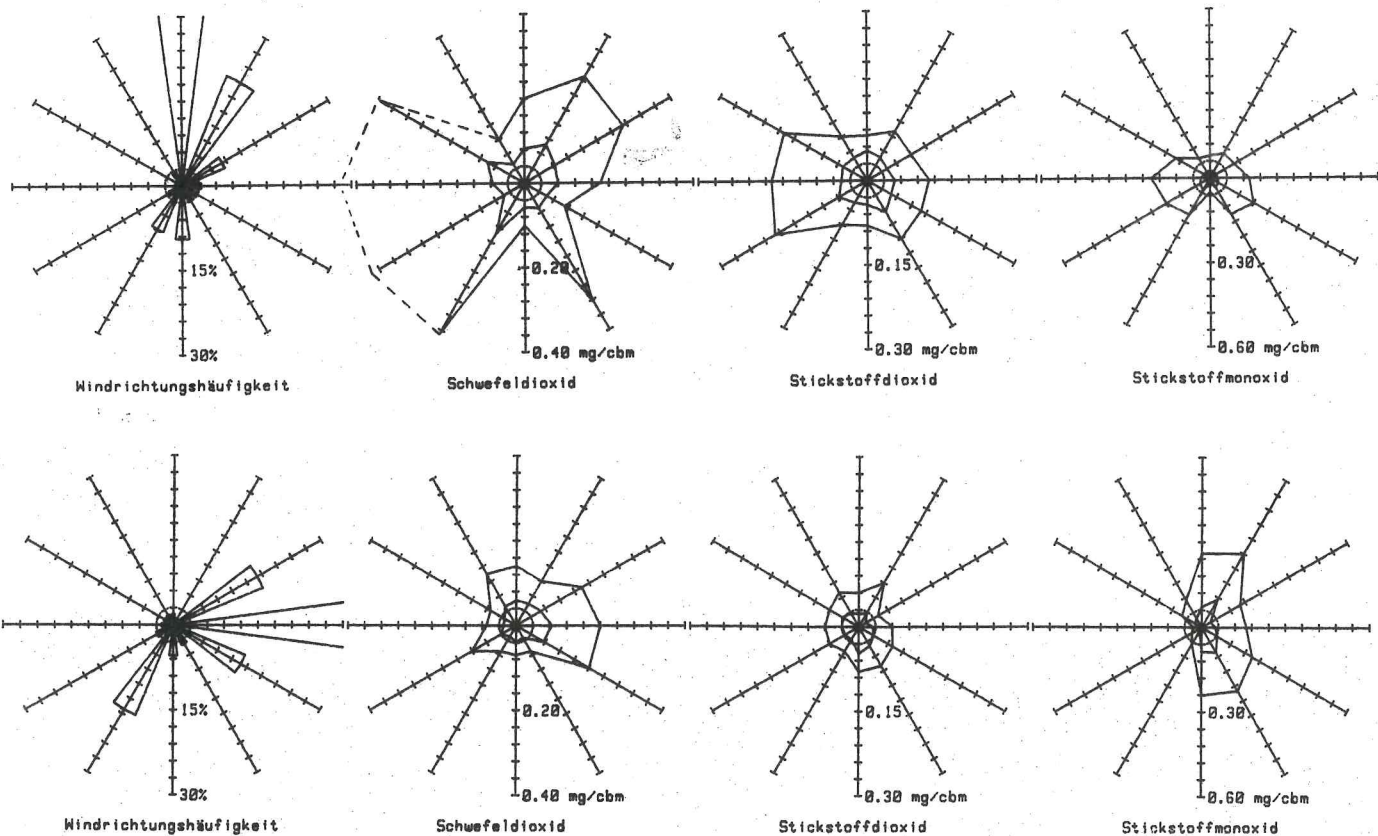 15%
0.20
0.15
0.30
30%
0.40 mg/cbm
0.30 mg/cbm
0.60 mg/cbm
Windrichtungshäufigkeit
Schwefeldioxid
Stickstoffdioxid
Stickstoffmonoxid
15%
0.20
0.15
0.30
30%
0.40 mg/cbm
0.30 mg/cbm
0.60 mg/cbm
Windrichtungshäufigkeit
Schwefeldioxid
Stickstoffdioxid
Stickstoffmonoxid